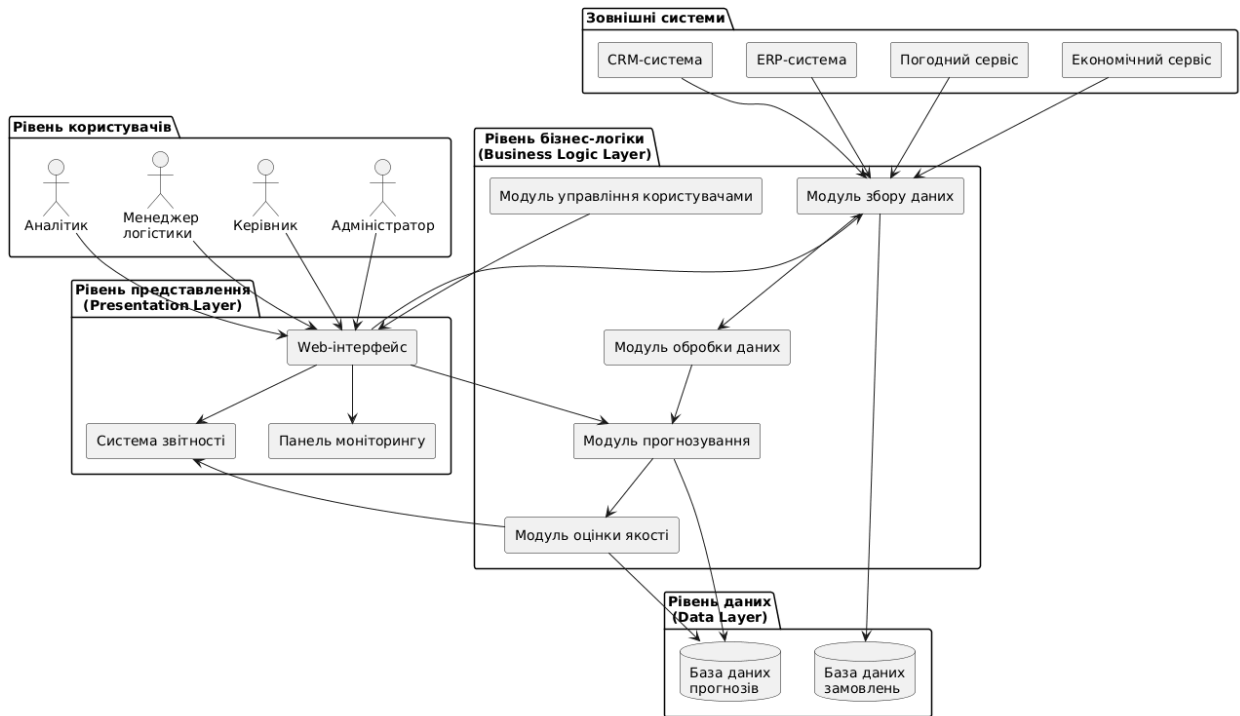 Зовнішні системи
CRM-система
ERP-система
Погодний сервіс
Економічний сервіс
Рівень користувачів
Аналітик
Менеджер
логістики
Керівник
Адміністратор
Рівень бізнес-логіки
(Business Logic Layer)
Модуль управління користувачами
Модуль збору даних
Рівень представлення
(Presentation Layer)
Web-інтерфейс
Модуль обробки даних
Система звітності
Панель моніторингу
Модуль прогнозування
Модуль оцінки якості
Рівень даних
(Data Layer)
База даних
прогнозів
База даних
замовлень